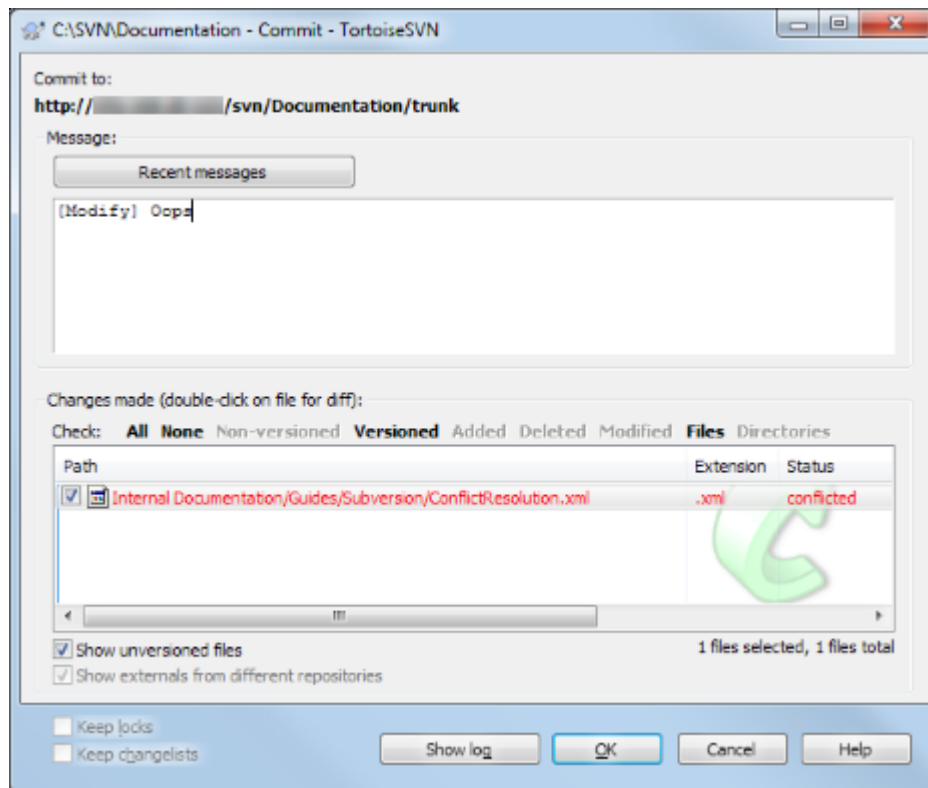 C:\SVN\Documentation - Commit - TortoiseSVN
Commit to:
http:// /svn/Documentation/trunk
Message:
Recent messages
[Modify] Oops
Changes made (double-click on file for diff):
Check: All None Non-versioned Versioned Added Deleted Modified Files Directories
Path Extension Status
Internal Documentation/Guides/Subversion/ConflictResolution.xml .xml conflicted
Show unversioned files 1 files selected, 1 files total
Show externals from different repositories
Keep locks
Keep changelists
Show log OK Cancel Help